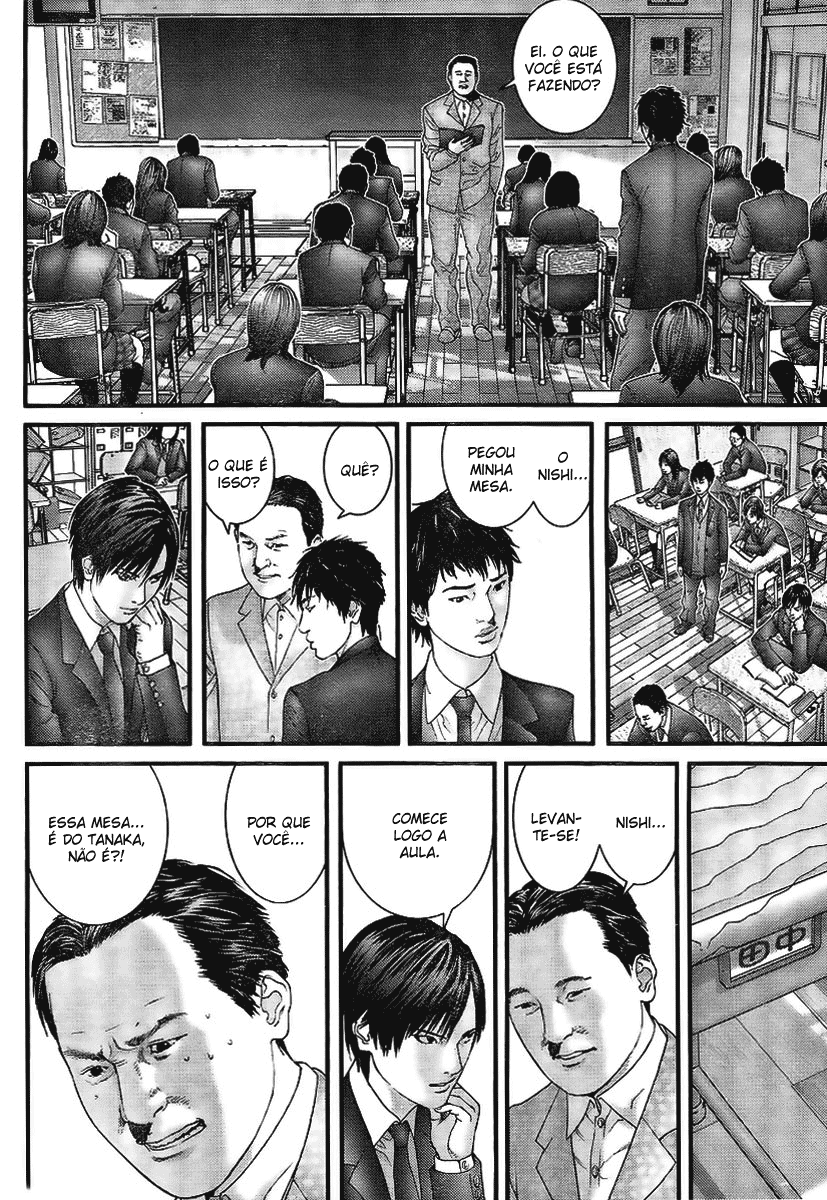 EI. O QUE
VOCÊ ESTÁ
FAZENDO?
O
NISHI...
PEGOU
MINHA
MESA.
QUÊ?
O QUE É
ISSO?
田中
NISHI...
LEVAN-
TE-SE!
COMECE
LOGO A
AULA.
POR QUE
VOCÊ...
ESSA MESA...
É DO TANAKA,
NÃO É?!